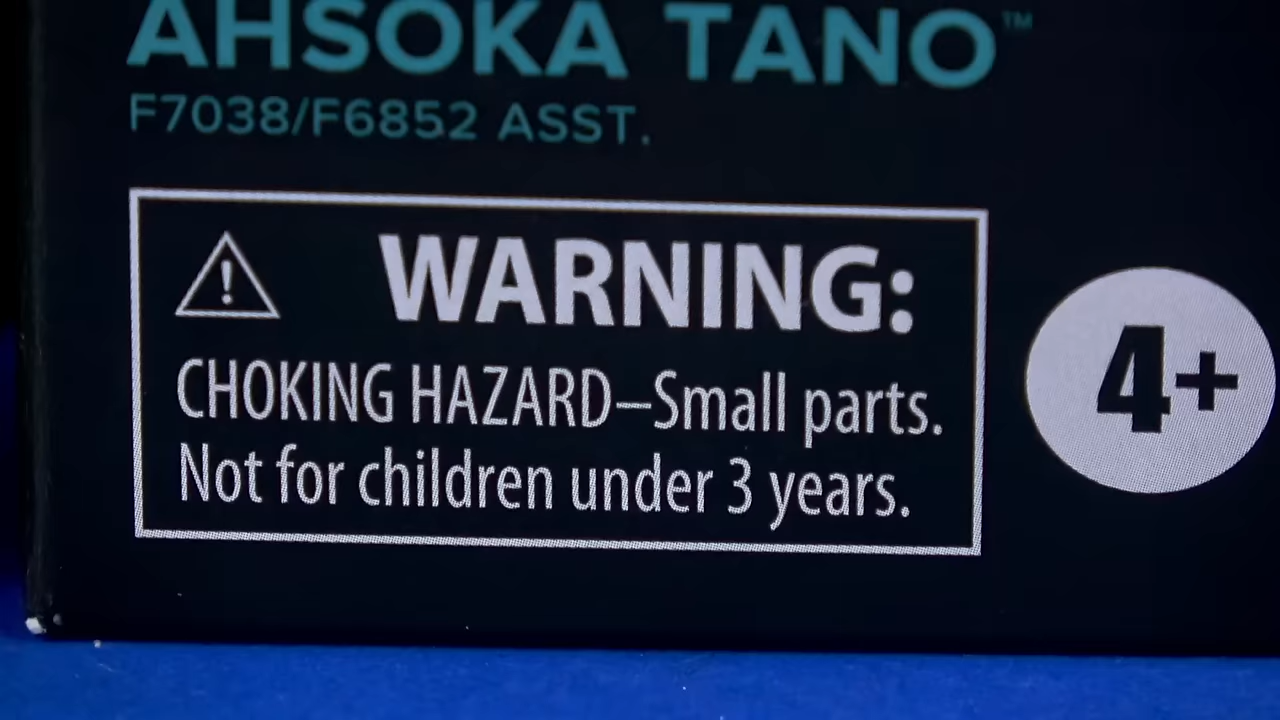 AHSOKA TANO™
F7038/F6852 ASST.
WARNING:
CHOKING HAZARD–Small parts.
Not for children under 3 years.
4+